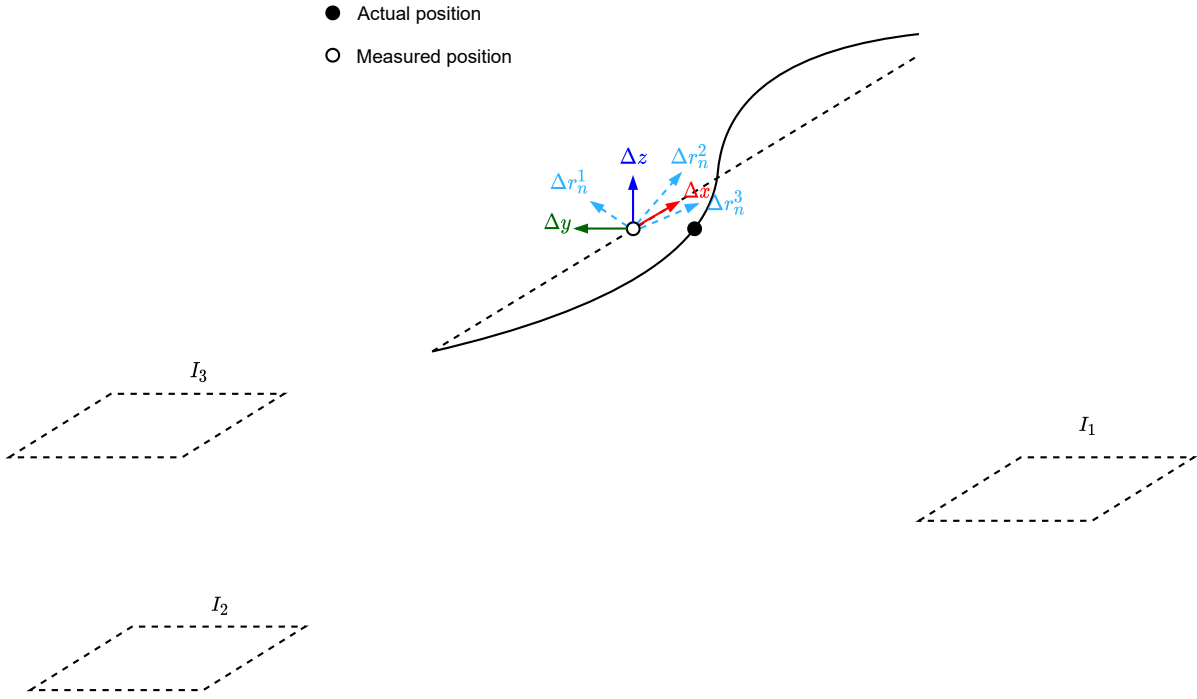 Actual position
Measured position
Δz
Δr_n^2
Δr_n^1
Δx
Δr_n^3
Δy
I_3
I_1
I_2